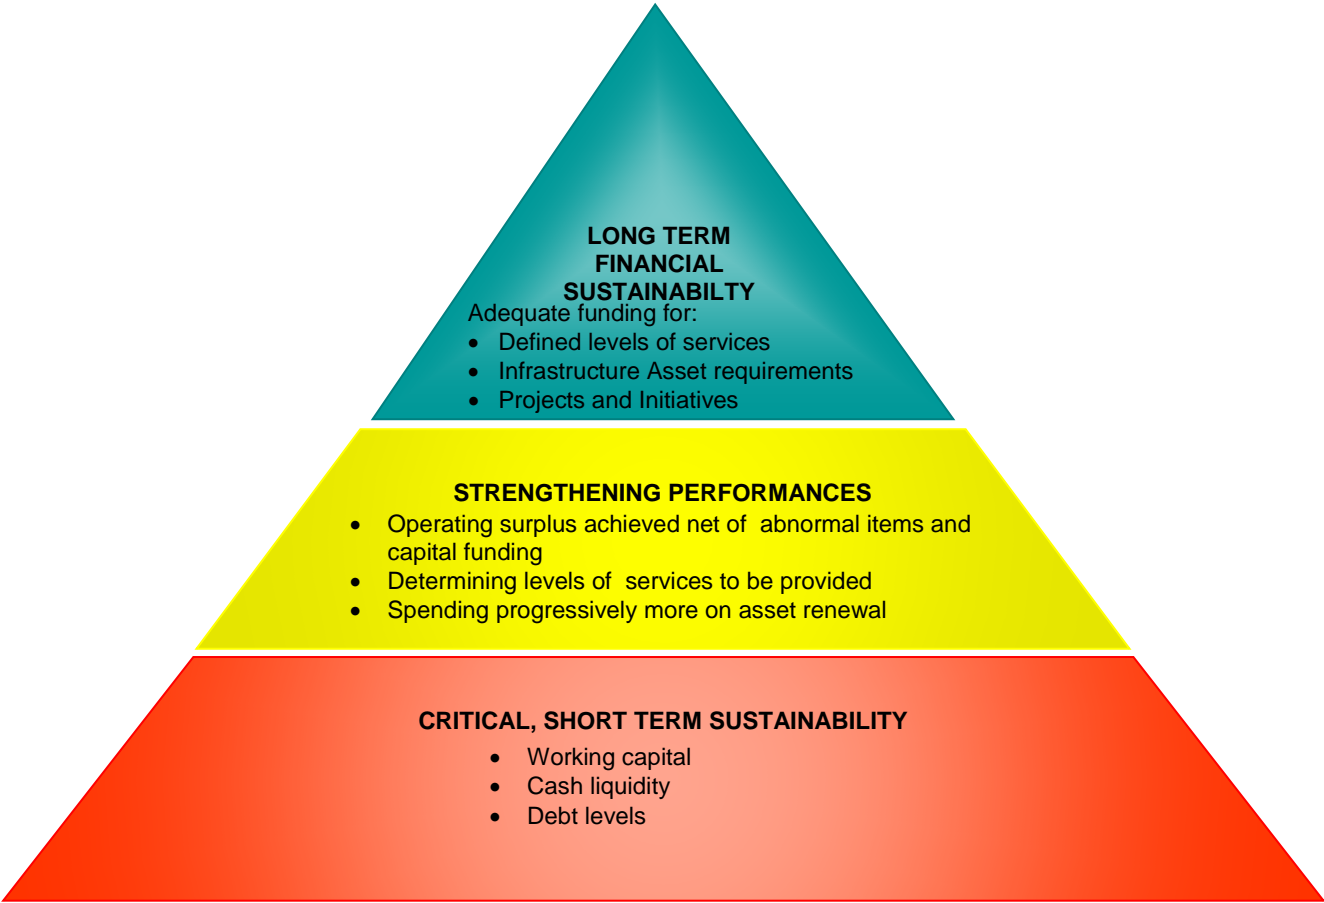 LONG TERM
FINANCIAL
SUSTAINABILTY
Adequate funding for:
• Defined levels of services
• Infrastructure Asset requirements
• Projects and Initiatives
STRENGTHENING PERFORMANCES
• Operating surplus achieved net of  abnormal items and
capital funding
• Determining levels of  services to be provided
• Spending progressively more on asset renewal
CRITICAL, SHORT TERM SUSTAINABILITY
• Working capital
• Cash liquidity
• Debt levels